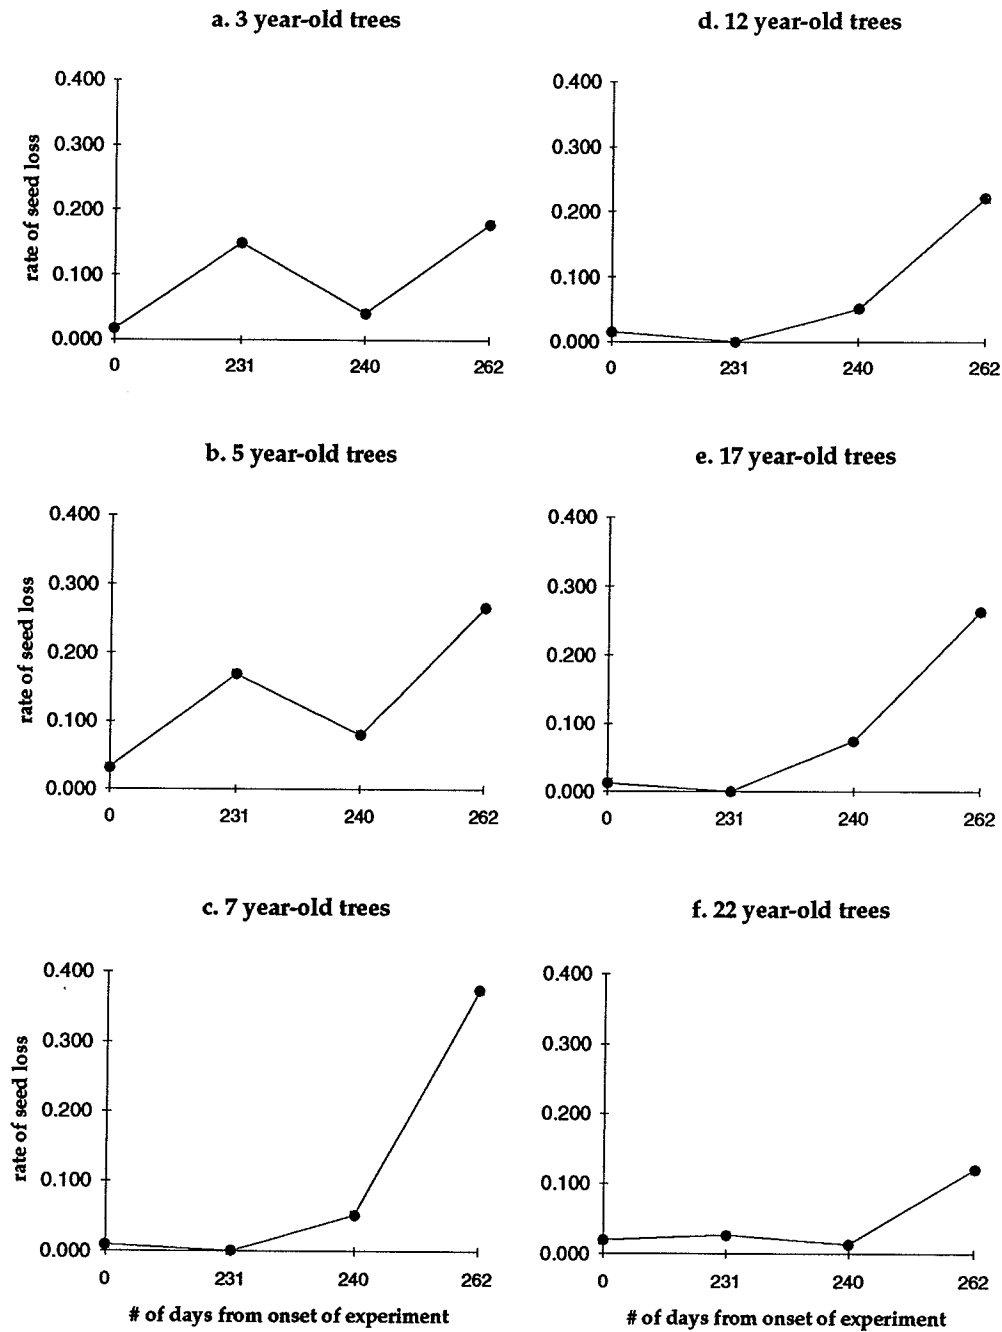 a. 3 year-old trees
rate of seed loss
0.400
0.300
0.200
0.100
0.000
0 231 240 262
b. 5 year-old trees
rate of seed loss
0.400
0.300
0.200
0.100
0.000
0 231 240 262
c. 7 year-old trees
rate of seed loss
0.400
0.300
0.200
0.100
0.000
0 231 240 262
# of days from onset of experiment
d. 12 year-old trees
0.400
0.300
0.200
0.100
0.000
0 231 240 262
e. 17 year-old trees
0.400
0.300
0.200
0.100
0.000
0 231 240 262
f. 22 year-old trees
0.400
0.300
0.200
0.100
0.000
0 231 240 262
# of days from onset of experiment